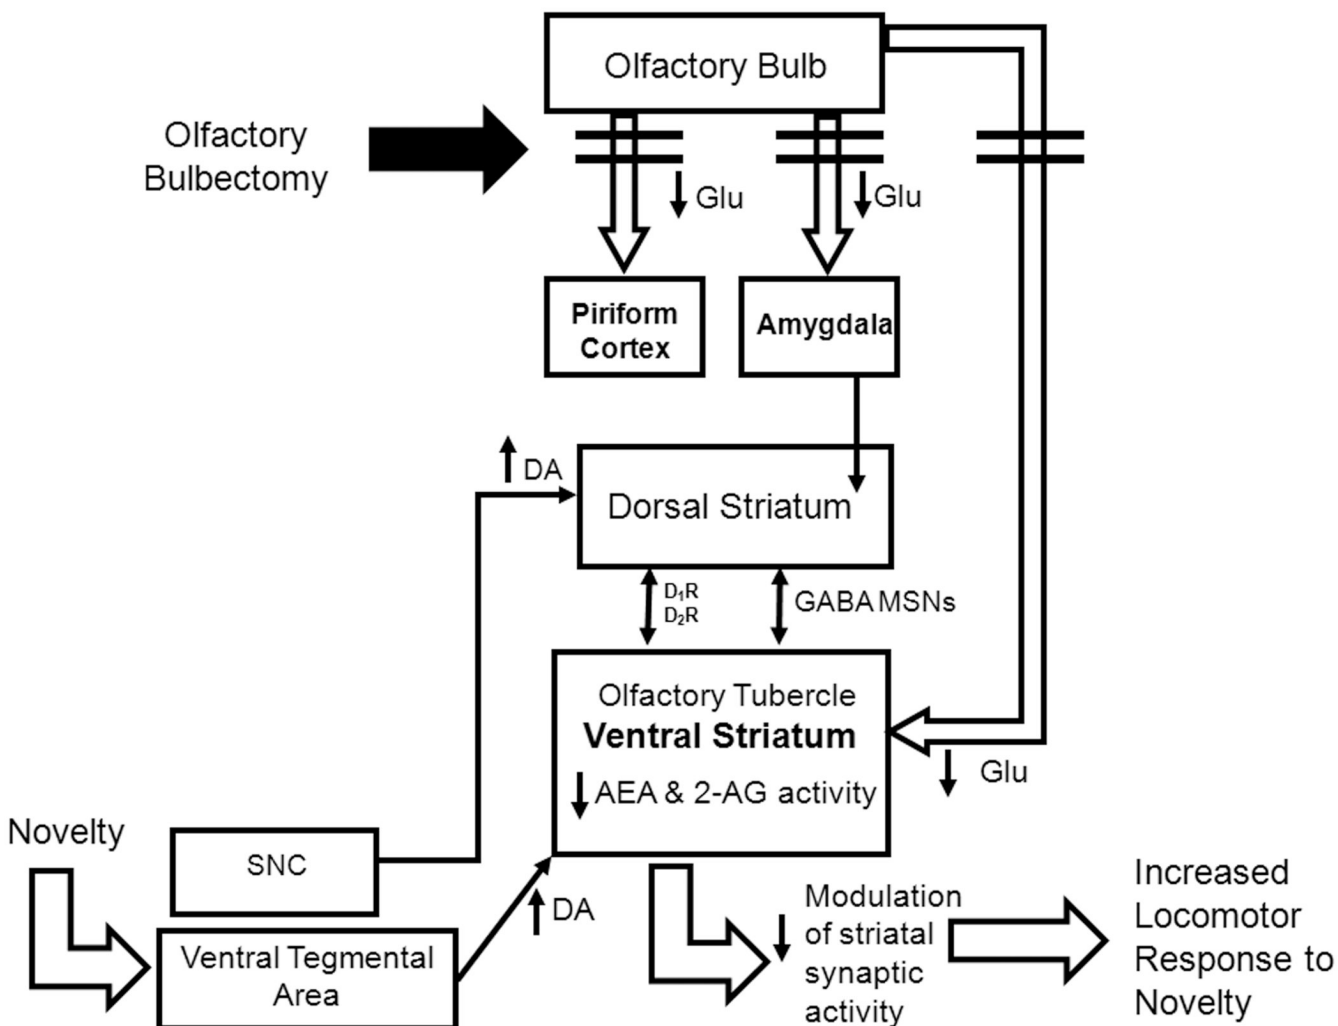 Olfactory Bulb
Olfactory
Bulbectomy
Glu
Glu
Piriform
Cortex
Amygdala
DA
Dorsal Striatum
D₁R
D₂R
GABA MSNs
Olfactory Tubercle
Ventral Striatum
AEA & 2-AG activity
Glu
Novelty
SNC
Ventral Tegmental
Area
DA
Modulation
of striatal
synaptic
activity
Increased
Locomotor
Response to
Novelty